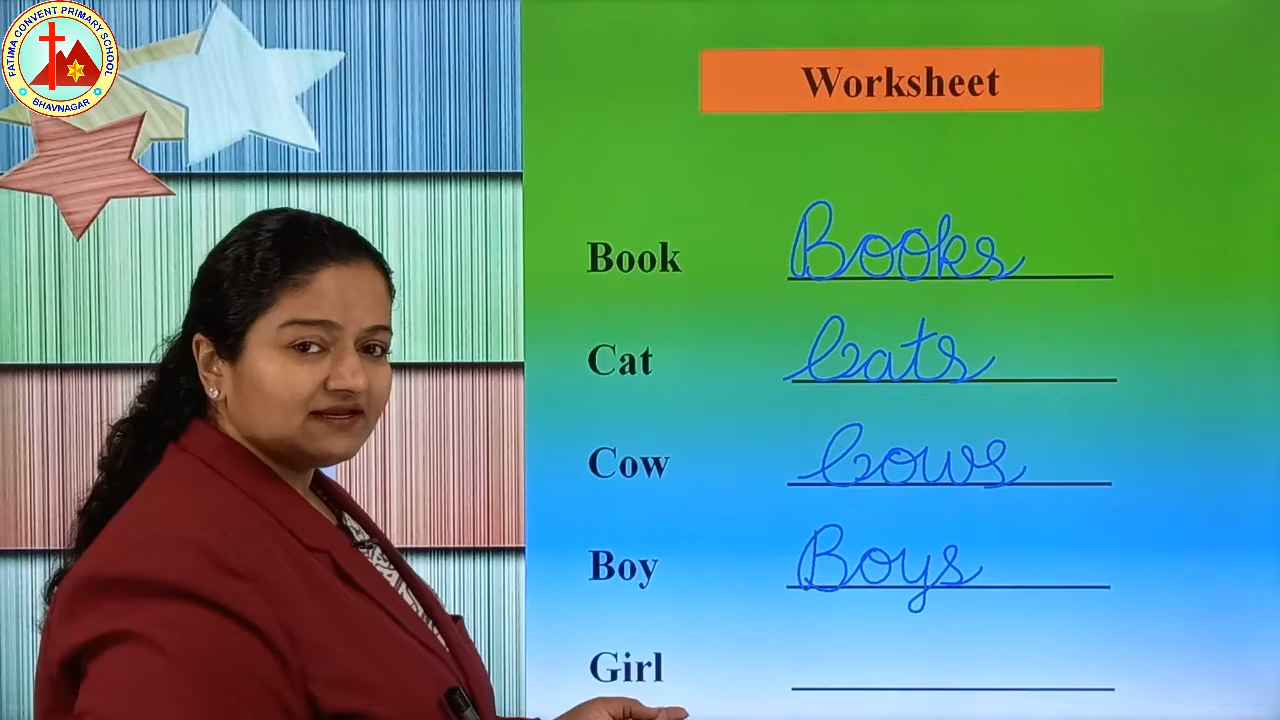 FATIMA CONVENT PRIMARY SCHOOL
BHAVNAGAR
Worksheet
Book Books
Cat Cats
Cow Cows
Boy Boys
Girl